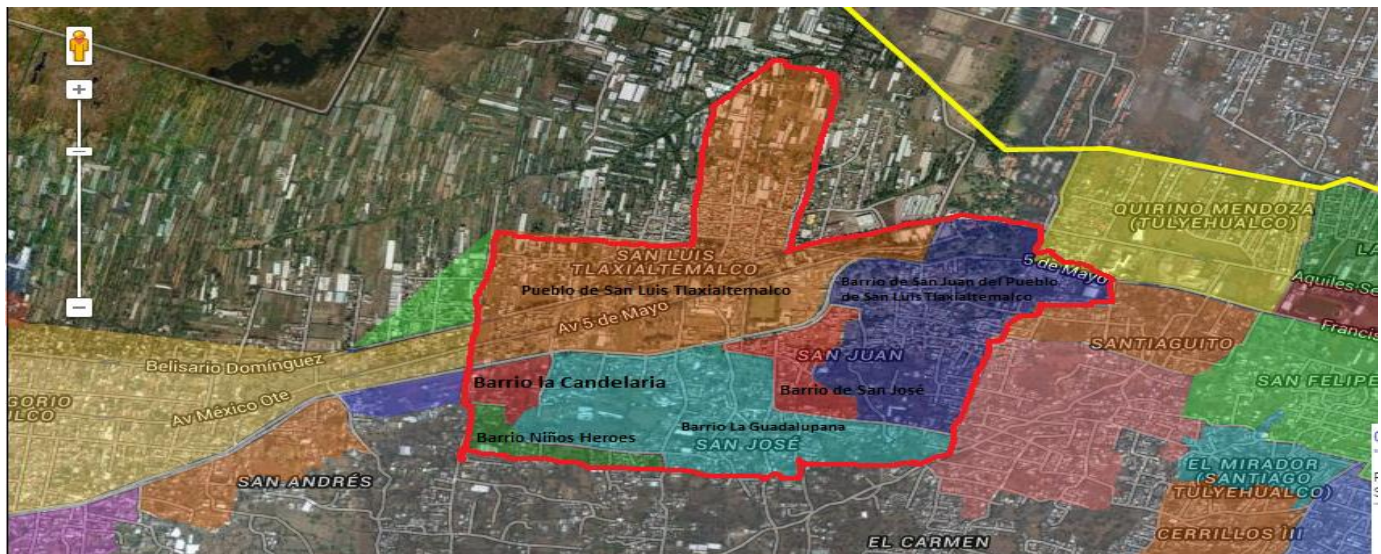 QUIRINO MENDOZA
(TULYEHUALCO)
SAN LUIS
TLAXIALTEMALCO
Pueblo de San Luis Tlaxialtemalco
5 de Mayo
Barrio de San Juan del Pueblo
de San Luis Tlaxialtemalco
LA
Aquiles Se
Av 5 de Mayo
Francis
Belisario Domínguez
SAN JUAN
SANTIAGUITO
Barrio la Candelaria
Barrio de San José
SAN FELIPE
GORIO
ILCO
Av México Ote
Barrio La Guadalupana
Barrio Niños Heroes
SAN JOSÉ
SAN ANDRÉS
EL MIRADOR
(SANTIAGO
TULYEHUALCO)
CERRILLOS III
EL CARMEN